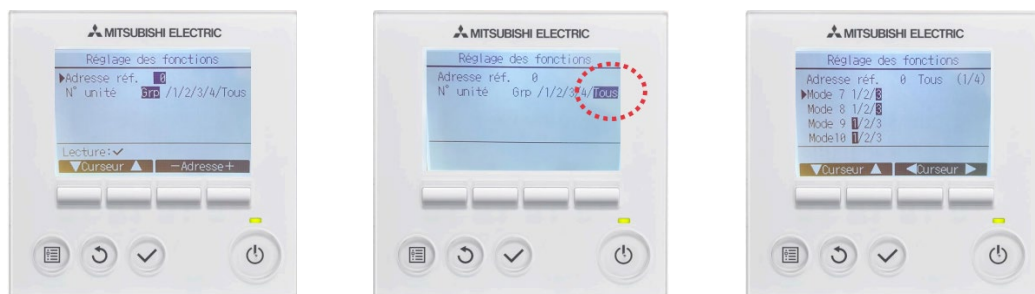 MITSUBISHI ELECTRIC
Réglage des fonctions
Adresse réf. 0
N° unité Grp /1/2/3/4/Tous
Lecture:✓
▼Curseur▲ −Adresse+
MITSUBISHI ELECTRIC
Réglage des fonctions
Adresse réf. 0
N° unité Grp /1/2/3/4/Tous
MITSUBISHI ELECTRIC
Réglage des fonctions
Adresse réf. 0 Tous (1/4)
Mode 7 1/2/3
Mode 8 1/2/3
Mode 9 1/2/3
Mode10 1/2/3
▼Curseur▲ ◀Curseur▶